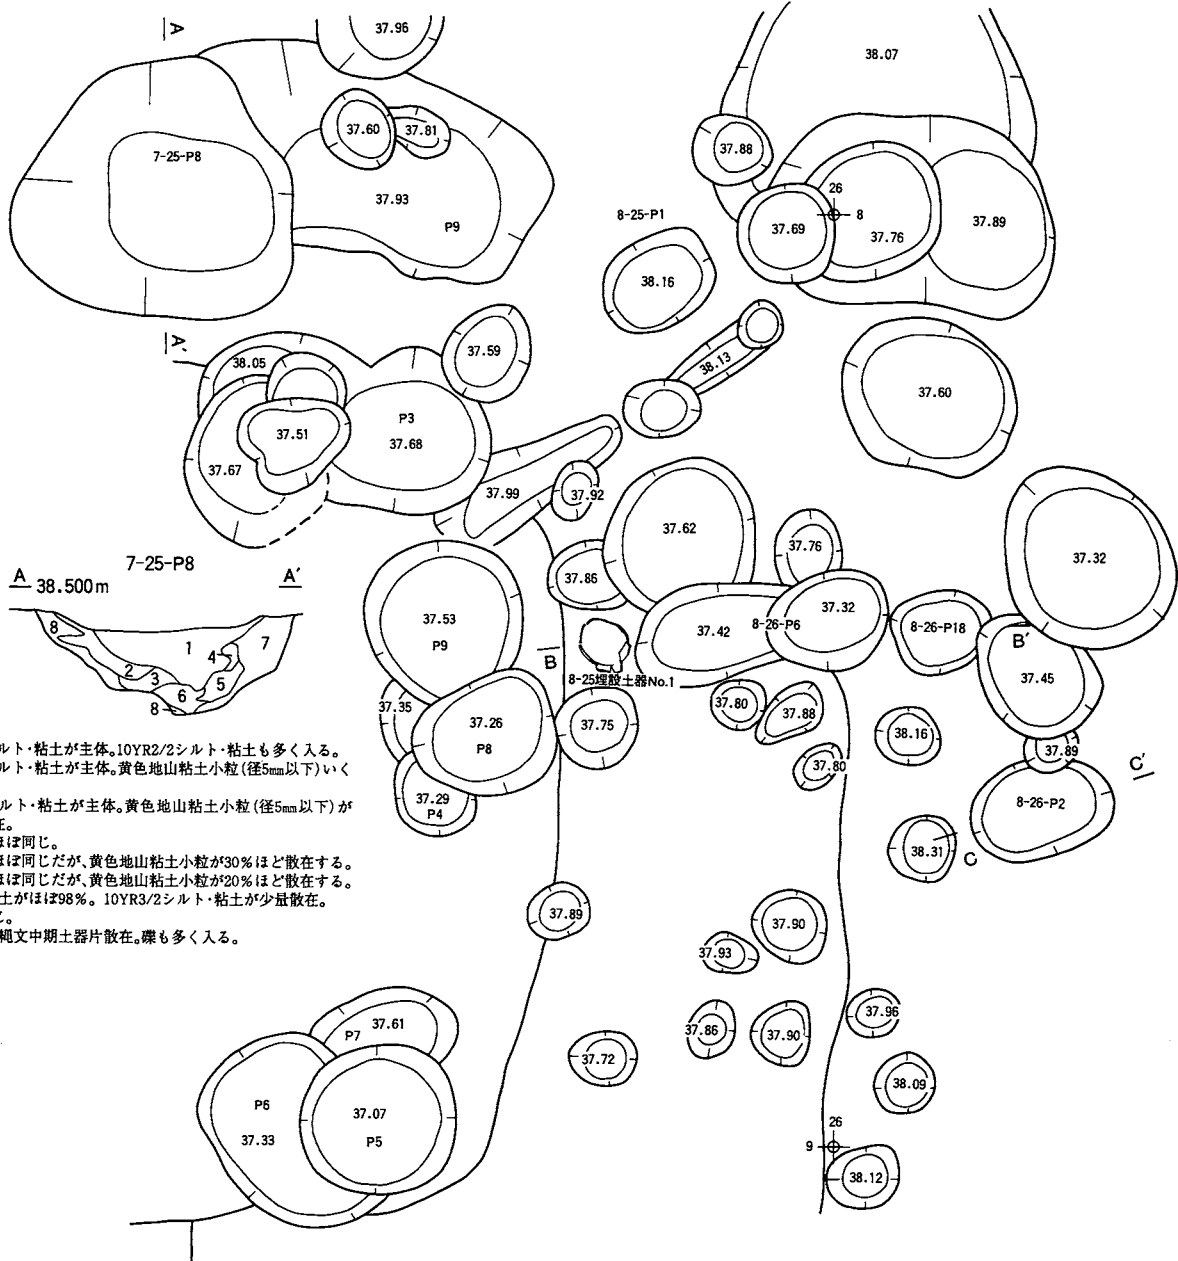 A
37.96
38.07
37.60
37.81
37.88
7-25-P8
37.93
P9
26
8
8-25-P1
37.69
37.76
37.89
38.16
A'
38.05
37.59
38.13
37.60
P3
37.68
37.51
37.67
37.99
37.92
37.62
37.76
37.32
7-25-P8
A 38.500m A'
37.86
37.53
P9
37.42
8-26-P6
37.32
8-26-P18
B'
37.45
8
1
7
4
2
3
5
6
8
B
8-25埋設土器No.1
37.35
37.26
P8
37.75
37.80
37.88
38.16
37.89
37.80
C'
37.29
P4
8-26-P2
38.31
C
ルト・粘土が主体。10YR2/2シルト・粘土も多く入る。
ルト・粘土が主体。黄色地山粘土小粒(径5mm以下)いく
ルト・粘土が主体。黄色地山粘土小粒(径5mm以下)が
在。
ほぼ同じ。
ほぼ同じだが、黄色地山粘土小粒が30%ほど散在する。
ほぼ同じだが、黄色地山粘土小粒が20%ほど散在する。
土がほぼ98%。10YR3/2シルト・粘土が少量散在。
じ。
縄文中期土器片散在。礫も多く入る。
37.89
37.90
37.93
37.61
P7
37.86
37.90
37.96
37.72
38.09
P6
37.33
37.07
P5
26
9
38.12